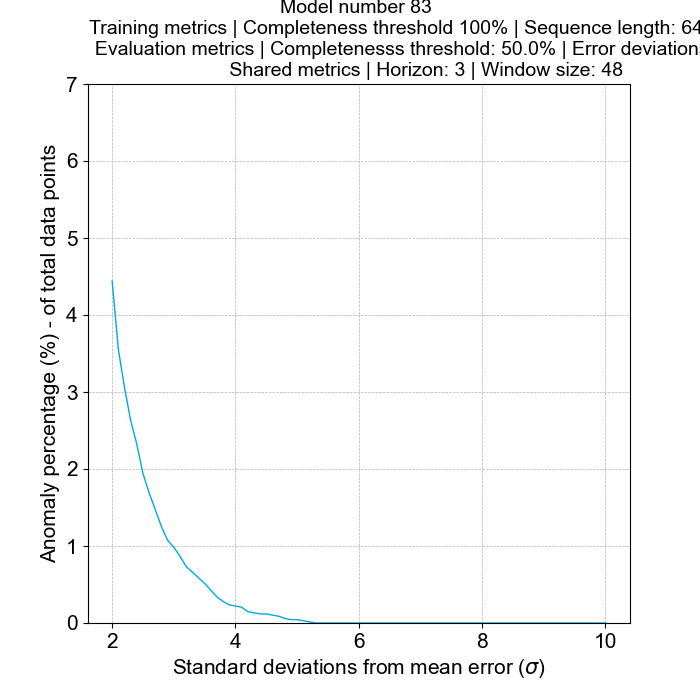 Model number 83
Training metrics | Completeness threshold 100% | Sequence length: 64
Evaluation metrics | Completenesss threshold: 50.0% | Error deviation
Shared metrics | Horizon: 3 | Window size: 48
7
6
5
4
3
2
1
0
Anomaly percentage (%) - of total data points
2 4 6 8 10
Standard deviations from mean error (σ)